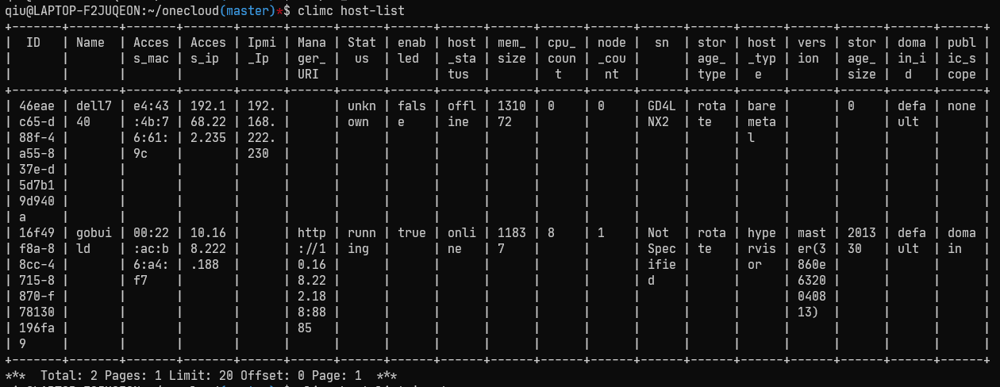 qiu@LAPTOP-F2JUQEON:~/onecloud(master)*$ climc host-list
+-------+-------+-------+-------+------+------+------+------+------+------+------+------+------+------+------+------+------+------+------+
|  ID   | Name  | Acces | Acces | Ipmi | Mana | Stat | enab | host | mem_ | cpu_ | node |  sn  | stor | host | vers | stor | doma | publ |
|       |       | s_mac | s_ip  | _Ip  | ger_ |  us  | led  | _sta | size | coun | _cou |      | age_ | _typ | ion  | age_ | in_i | ic_s |
|       |       |       |       |      | URI  |      |      | tus  |      |  t   |  nt  |      | type |  e   |      | size |  d   | cope |
+-------+-------+-------+-------+------+------+------+------+------+------+------+------+------+------+------+------+------+------+------+
| 46eae | dell7 | e4:43 | 192.1 | 192. |      | unkn | fals | offl | 1310 | 0    | 0    | GD4L | rota | bare |      | 0    | defa | none |
| c65-d | 40    | :4b:7 | 68.22 | 168. |      | own  | e    | ine  | 72   |      |      | NX2  | te   | meta |      |      | ult  |      |
| 88f-4 |       | 6:61: | 2.235 | 222. |      |      |      |      |      |      |      |      |      | l    |      |      |      |      |
| a55-8 |       | 9c    |       | 230  |      |      |      |      |      |      |      |      |      |      |      |      |      |      |
| 37e-d |       |       |       |      |      |      |      |      |      |      |      |      |      |      |      |      |      |      |
| 5d7b1 |       |       |       |      |      |      |      |      |      |      |      |      |      |      |      |      |      |      |
| 9d940 |       |       |       |      |      |      |      |      |      |      |      |      |      |      |      |      |      |      |
| a     |       |       |       |      |      |      |      |      |      |      |      |      |      |      |      |      |      |      |
| 16f49 | gobui | 00:22 | 10.16 |      | http | runn | true | onli | 1183 | 8    | 1    | Not  | rota | hype | mast | 2013 | defa | doma |
| f8a-8 | ld    | :ac:b | 8.222 |      | ://1 | ing  |      | ne   | 7    |      |      | Spec | te   | rvis | er(3 | 30   | ult  | in   |
| 8cc-4 |       | 6:a4: | .188  |      | 0.16 |      |      |      |      |      |      | ifie |      | or   | 860e |      |      |      |
| 715-8 |       | f7    |       |      | 8.22 |      |      |      |      |      |      | d    |      |      | 6320 |      |      |      |
| 870-f |       |       |       |      | 2.18 |      |      |      |      |      |      |      |      |      | 0408 |      |      |      |
| 78130 |       |       |       |      | 8:88 |      |      |      |      |      |      |      |      |      | 13)  |      |      |      |
| 196fa |       |       |       |      | 85   |      |      |      |      |      |      |      |      |      |      |      |      |      |
| 9     |       |       |       |      |      |      |      |      |      |      |      |      |      |      |      |      |      |      |
+-------+-------+-------+-------+------+------+------+------+------+------+------+------+------+------+------+------+------+------+------+
***  Total: 2 Pages: 1 Limit: 20 Offset: 0 Page: 1  ***